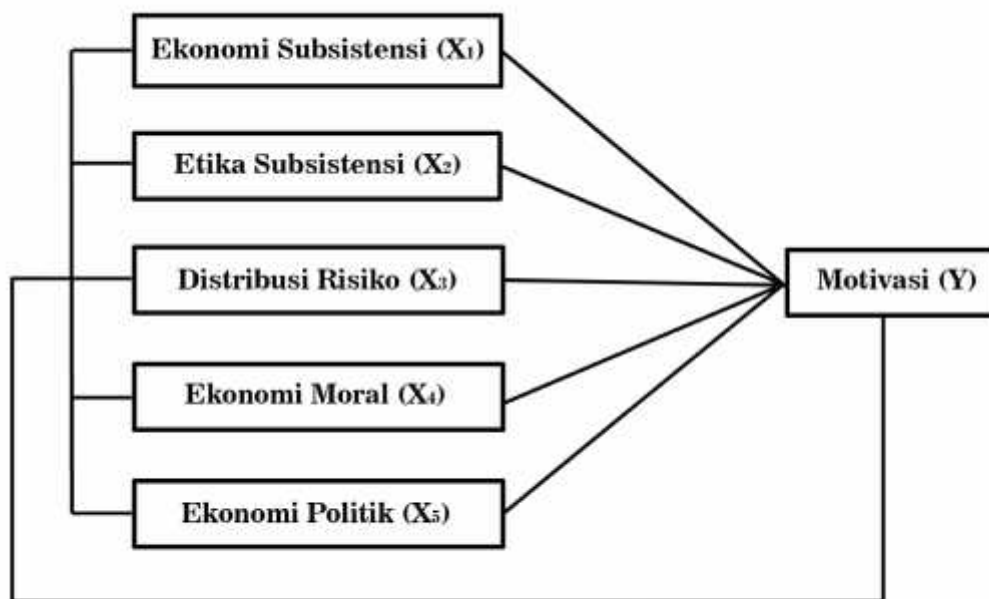 Ekonomi Subsistensi (X₁)
Etika Subsistensi (X₂)
Distribusi Risiko (X₃)
Motivasi (Y)
Ekonomi Moral (X₄)
Ekonomi Politik (X₅)